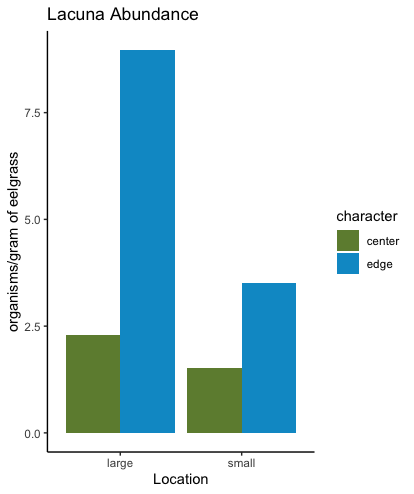 Lacuna Abundance
organisms/gram of eelgrass
7.5
5.0
2.5
0.0
large
small
Location
character
center
edge